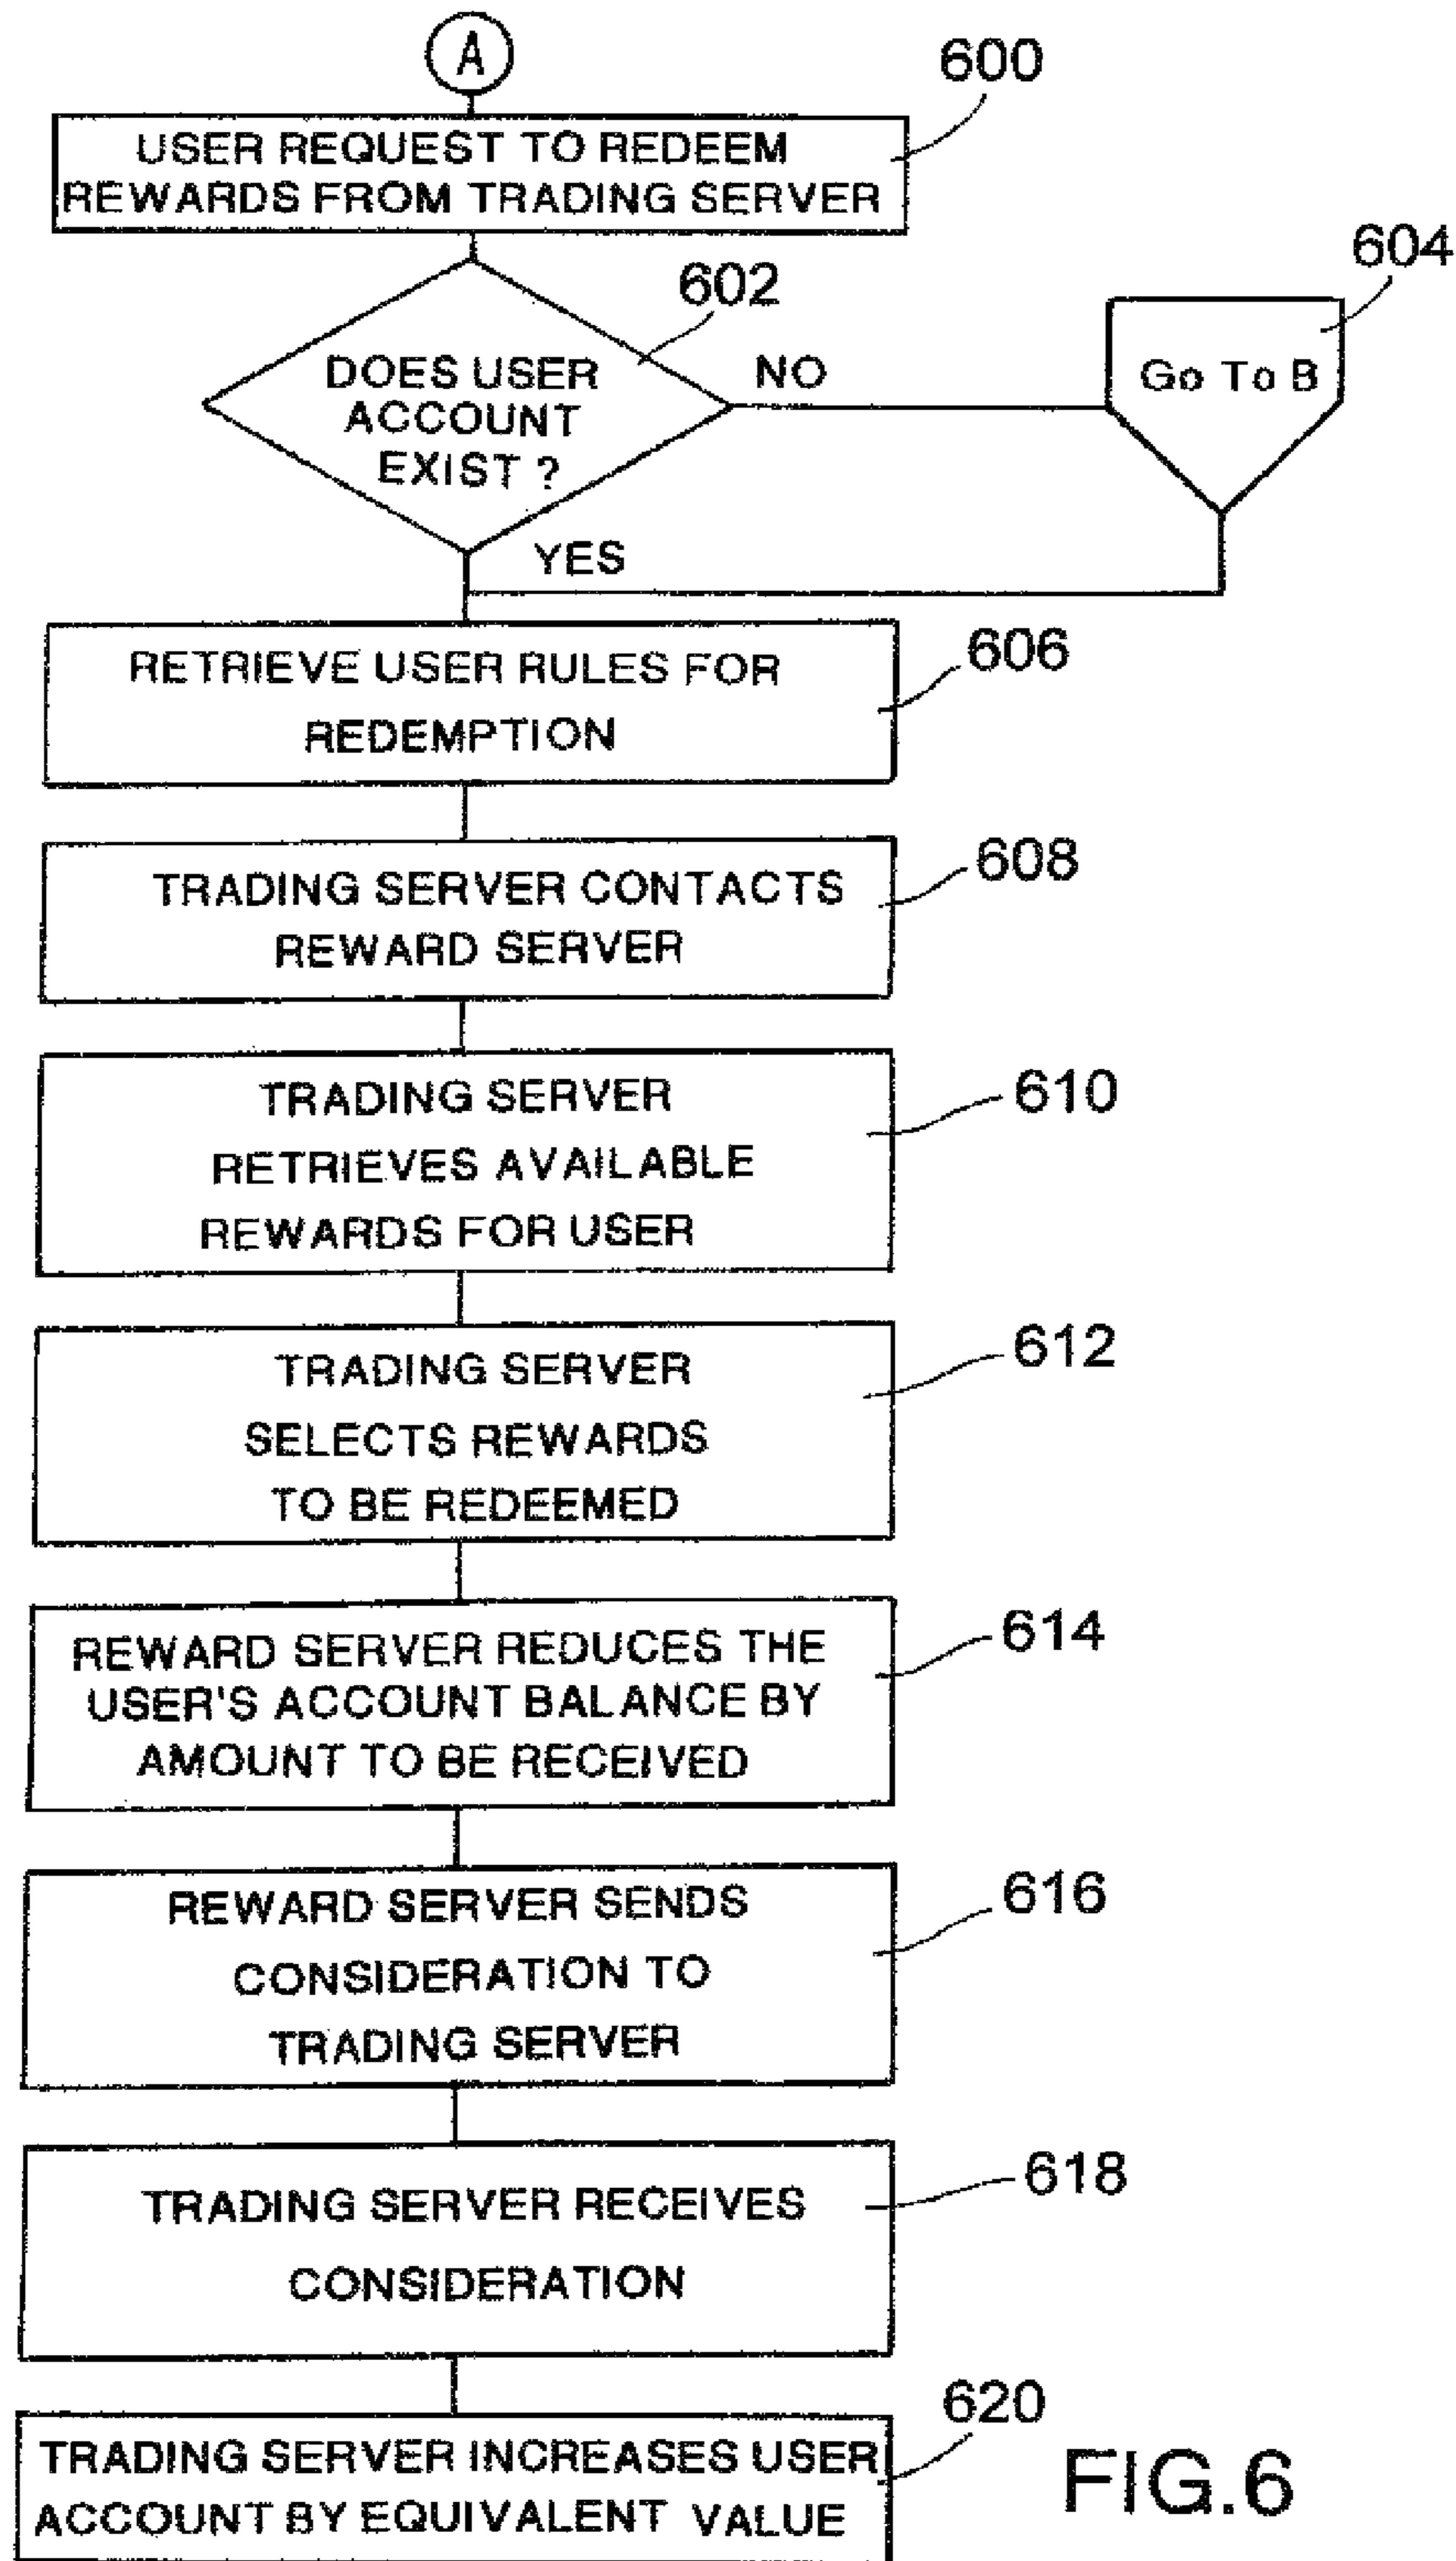 A
600
USER REQUEST TO REDEEM
REWARDS FROM TRADING SERVER
602
604
DOES USER
ACCOUNT
EXIST ?
NO
Go To B
YES
RETRIEVE USER RULES FOR
REDEMPTION
606
TRADING SERVER CONTACTS
REWARD SERVER
608
TRADING SERVER
RETRIEVES AVAILABLE
REWARDS FOR USER
610
TRADING SERVER
SELECTS REWARDS
TO BE REDEEMED
612
REWARD SERVER REDUCES THE
USER'S ACCOUNT BALANCE BY
AMOUNT TO BE RECEIVED
614
REWARD SERVER SENDS
CONSIDERATION TO
TRADING SERVER
616
TRADING SERVER RECEIVES
CONSIDERATION
618
TRADING SERVER INCREASES USER
ACCOUNT BY EQUIVALENT VALUE
620
FIG.6